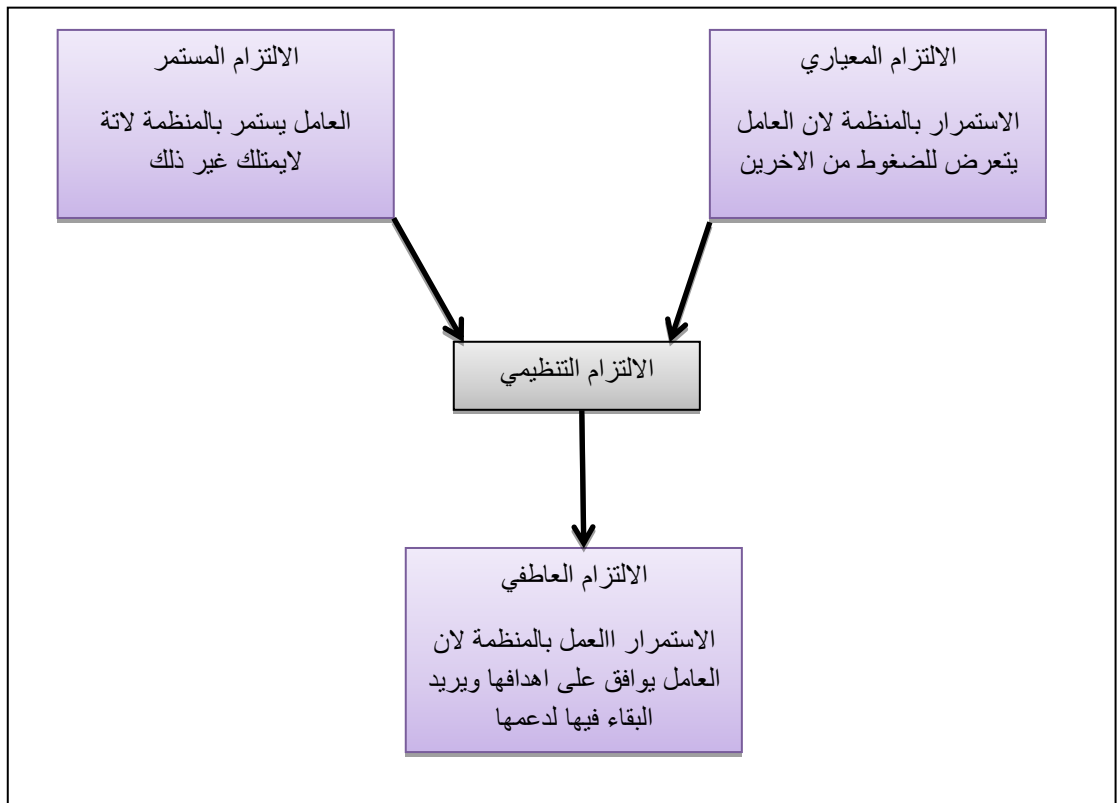 الالتزام المعياري
الاستمرار بالمنظمة لان العامل
يتعرض للضغوط من الاخرين
الالتزام المستمر
العامل يستمر بالمنظمة لاتة
لايمتلك غير ذلك
الالتزام التنظيمي
الالتزام العاطفي
الاستمرار االعمل بالمنظمة لان
العامل يوافق على اهدافها ويريد
البقاء فيها لدعمها